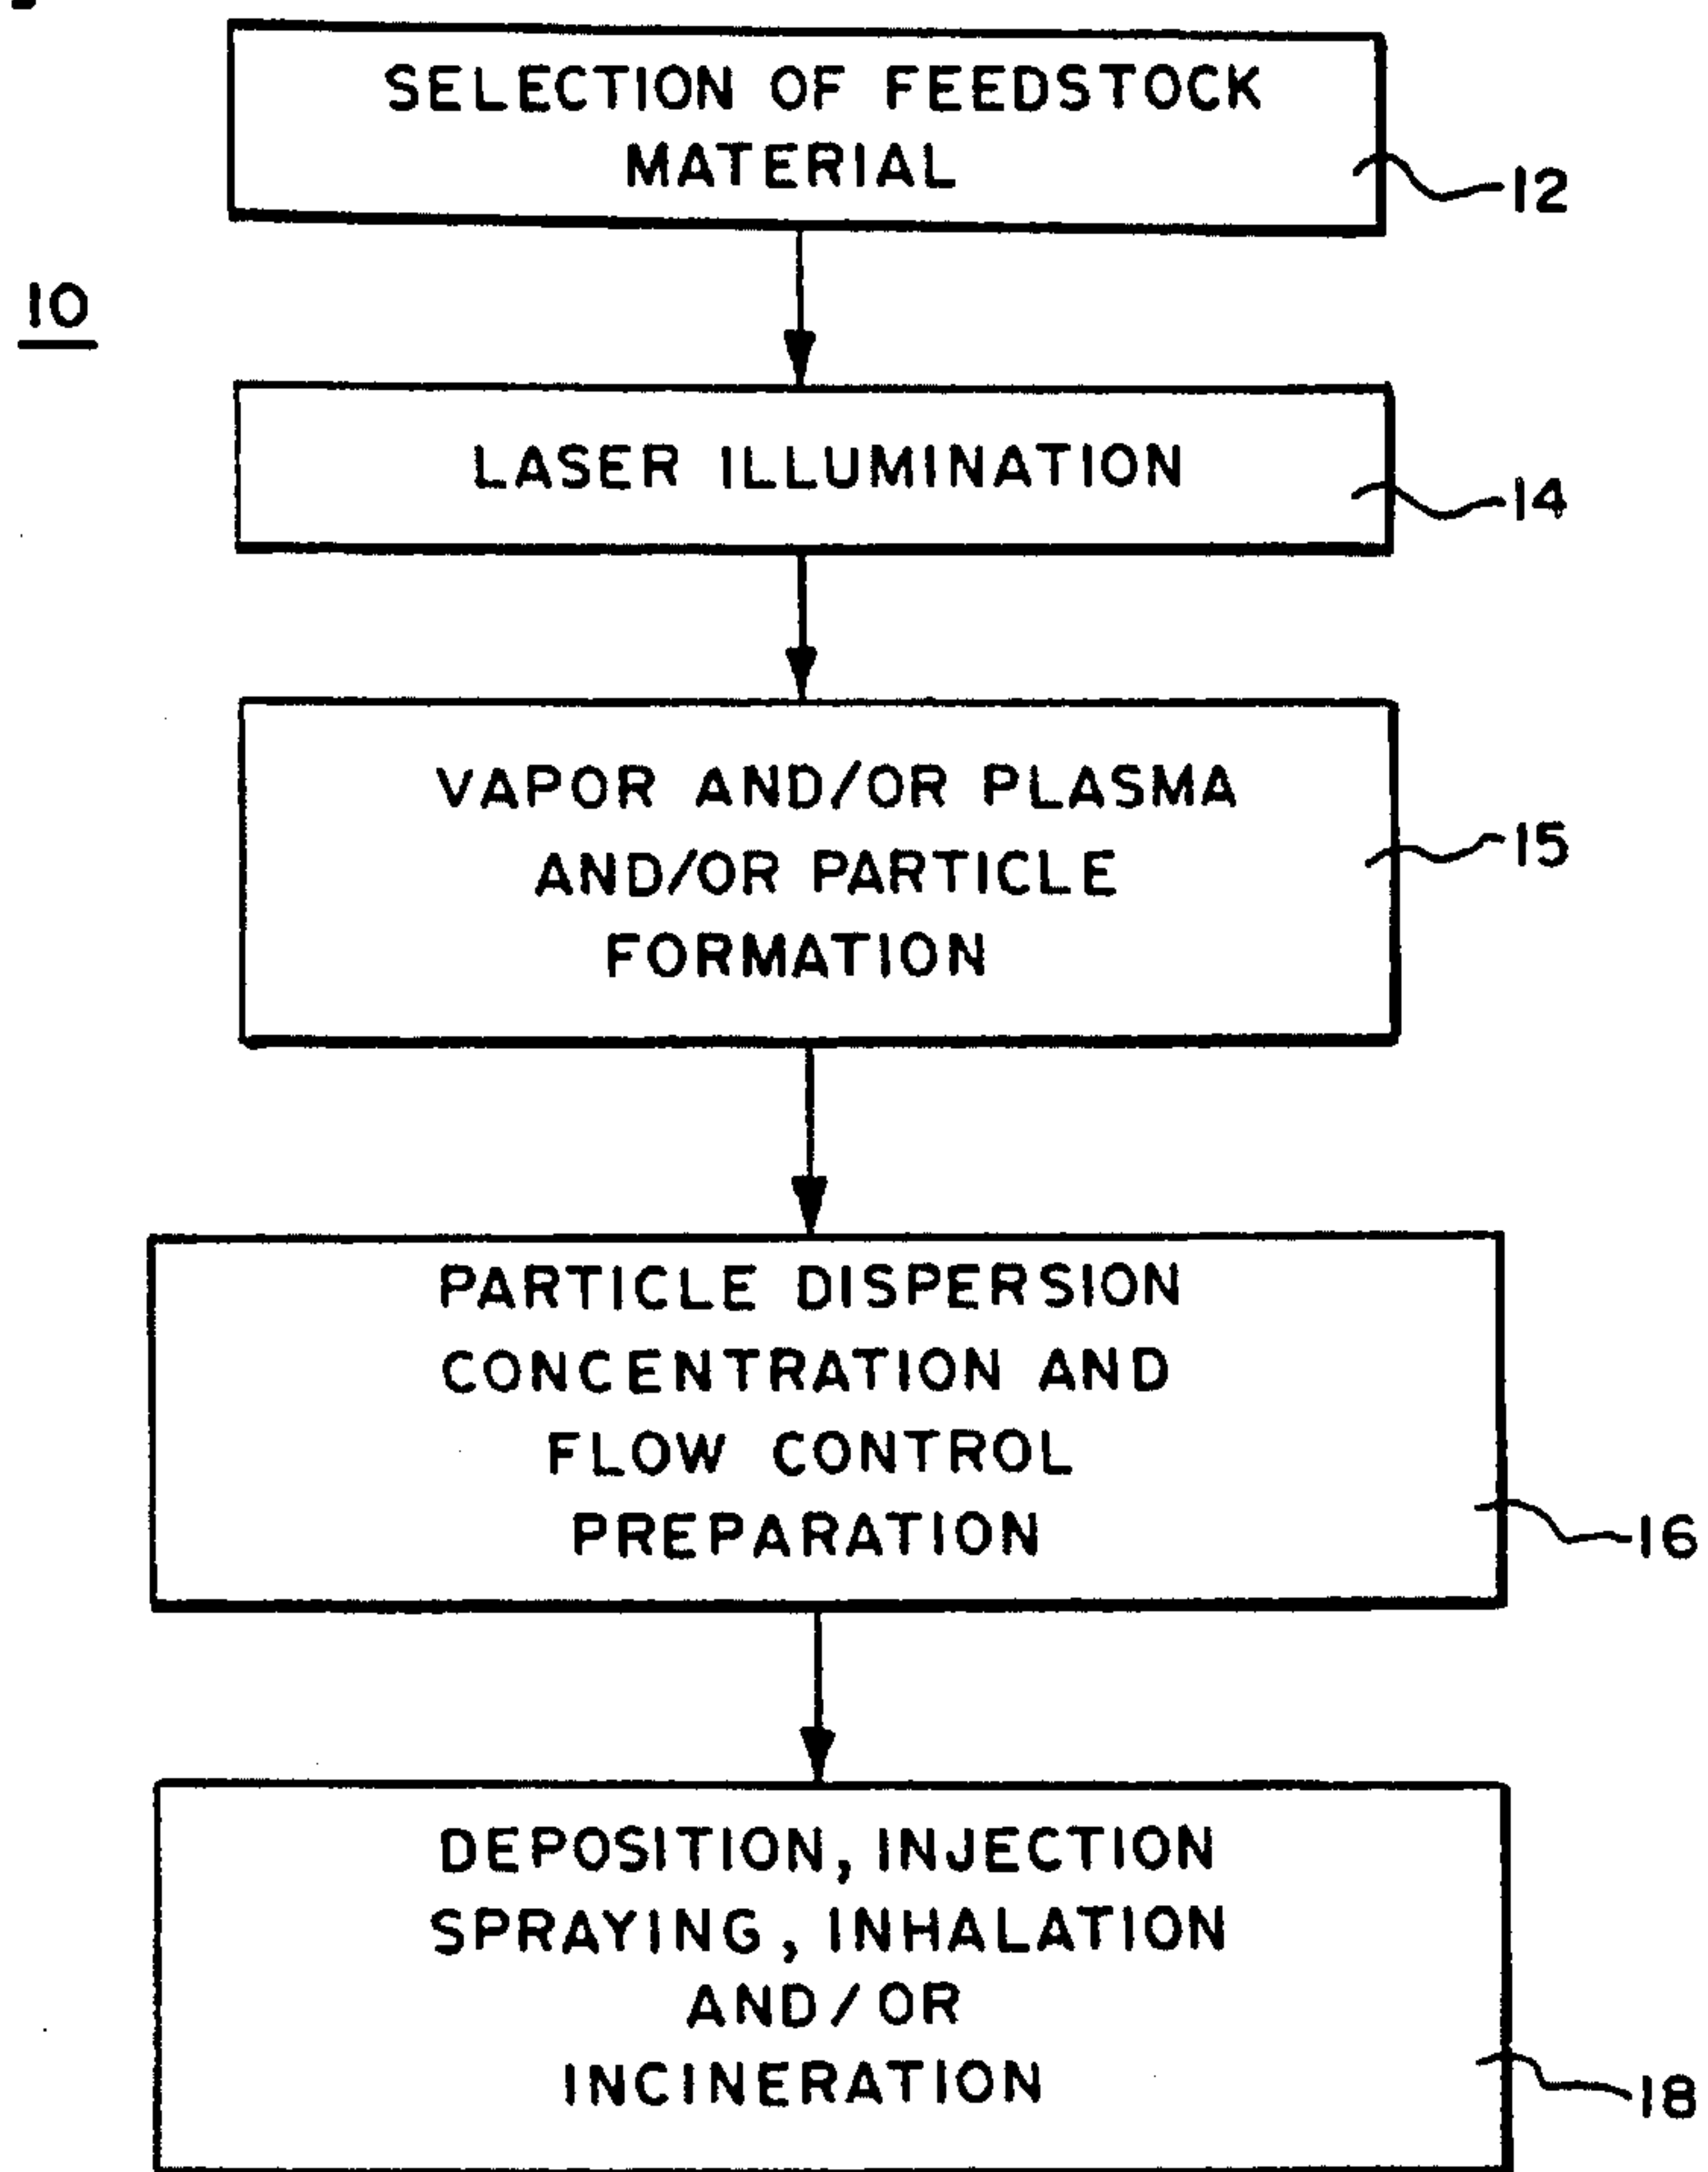 SELECTION OF FEEDSTOCK
MATERIAL
12
10
LASER ILLUMINATION
14
VAPOR AND/OR PLASMA
AND/OR PARTICLE
FORMATION
15
PARTICLE DISPERSION
CONCENTRATION AND
FLOW CONTROL
PREPARATION
16
DEPOSITION, INJECTION
SPRAYING, INHALATION
AND/OR
INCINERATION
18